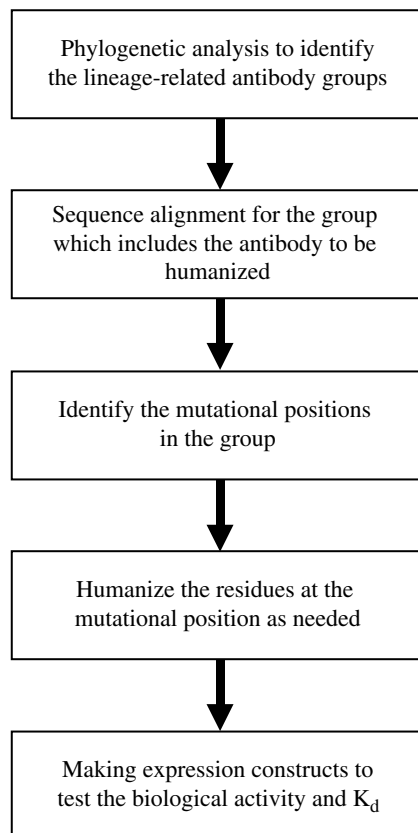 Phylogenetic analysis to identify
the lineage-related antibody groups
Sequence alignment for the group
which includes the antibody to be
humanized
Identify the mutational positions
in the group
Humanize the residues at the
mutational position as needed
Making expression constructs to
test the biological activity and K_d